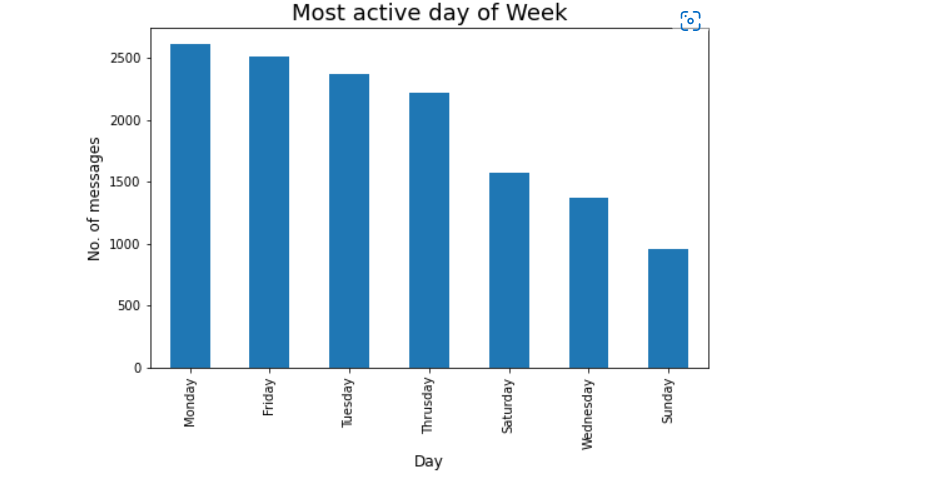 Most active day of Week
No. of messages
2500
2000
1500
1000
500
0
Monday
Friday
Tuesday
Thrusday
Saturday
Wednesday
Sunday
Day